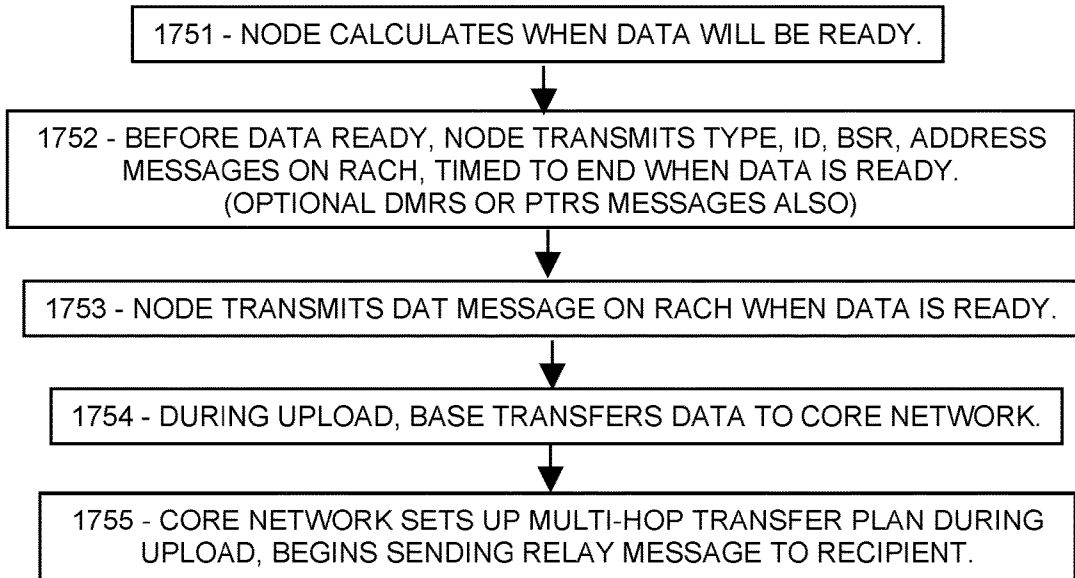 1751 - NODE CALCULATES WHEN DATA WILL BE READY.
1752 - BEFORE DATA READY, NODE TRANSMITS TYPE, ID, BSR, ADDRESS
MESSAGES ON RACH, TIMED TO END WHEN DATA IS READY.
(OPTIONAL DMRS OR PTRS MESSAGES ALSO)
1753 - NODE TRANSMITS DAT MESSAGE ON RACH WHEN DATA IS READY.
1754 - DURING UPLOAD, BASE TRANSFERS DATA TO CORE NETWORK.
1755 - CORE NETWORK SETS UP MULTI-HOP TRANSFER PLAN DURING
UPLOAD, BEGINS SENDING RELAY MESSAGE TO RECIPIENT.